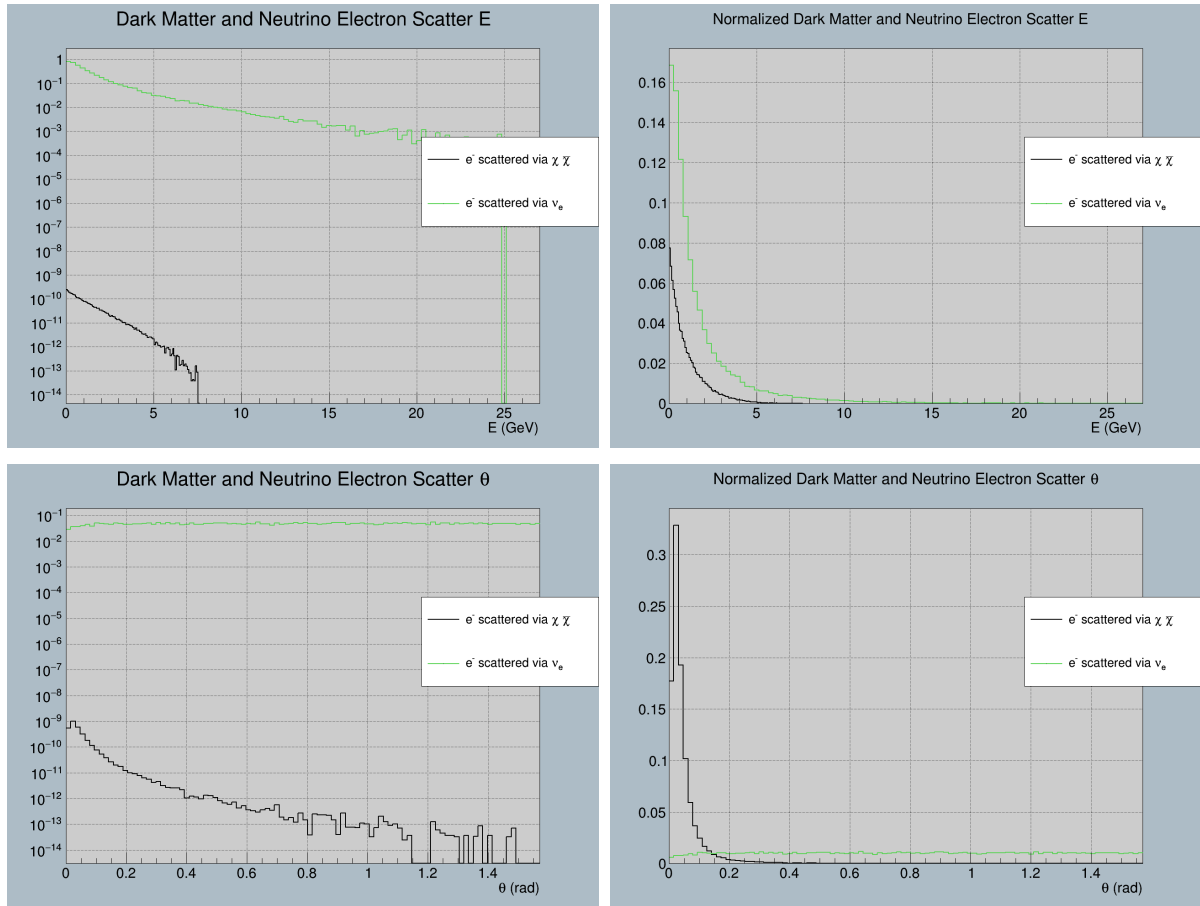 Dark Matter and Neutrino Electron Scatter E
1
10⁻¹
10⁻²
10⁻³
10⁻⁴
10⁻⁵
10⁻⁶
10⁻⁷
10⁻⁸
10⁻⁹
10⁻¹⁰
10⁻¹¹
10⁻¹²
10⁻¹³
10⁻¹⁴
0 5 10 15 20 25
E (GeV)
e⁻ scattered via χ χ̅
e⁻ scattered via νₑ
Normalized Dark Matter and Neutrino Electron Scatter E
0.16
0.14
0.12
0.1
0.08
0.06
0.04
0.02
0
0 5 10 15 20 25
E (GeV)
e⁻ scattered via χ χ̅
e⁻ scattered via νₑ
Dark Matter and Neutrino Electron Scatter θ
10⁻¹
10⁻²
10⁻³
10⁻⁴
10⁻⁵
10⁻⁶
10⁻⁷
10⁻⁸
10⁻⁹
10⁻¹⁰
10⁻¹¹
10⁻¹²
10⁻¹³
10⁻¹⁴
0 0.2 0.4 0.6 0.8 1 1.2 1.4
θ (rad)
e⁻ scattered via χ χ̅
e⁻ scattered via νₑ
Normalized Dark Matter and Neutrino Electron Scatter θ
0.3
0.25
0.2
0.15
0.1
0.05
0
0 0.2 0.4 0.6 0.8 1 1.2 1.4
θ (rad)
e⁻ scattered via χ χ̅
e⁻ scattered via νₑ